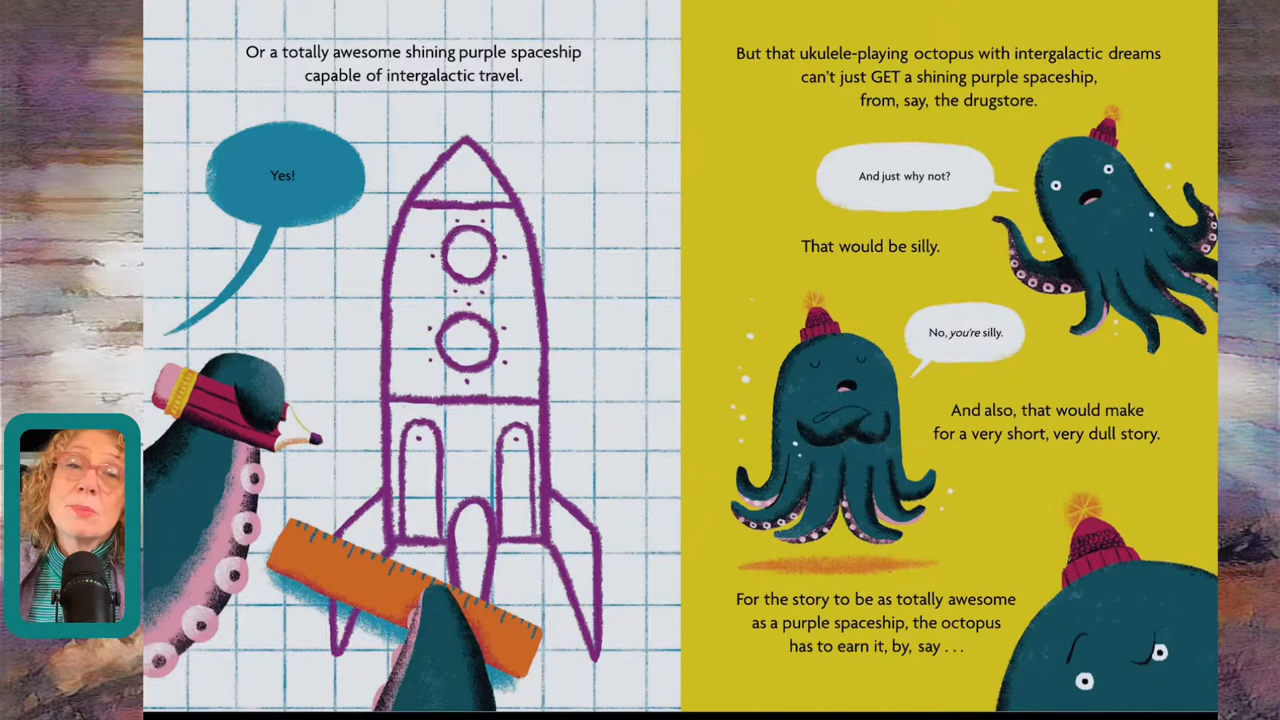 Or a totally awesome shining purple spaceship
capable of intergalactic travel.
Yes!
But that ukulele-playing octopus with intergalactic dreams
can't just GET a shining purple spaceship,
from, say, the drugstore.
And just why not?
That would be silly.
No, you're silly.
And also, that would make
for a very short, very dull story.
For the story to be as totally awesome
as a purple spaceship, the octopus
has to earn it, by, say . . .